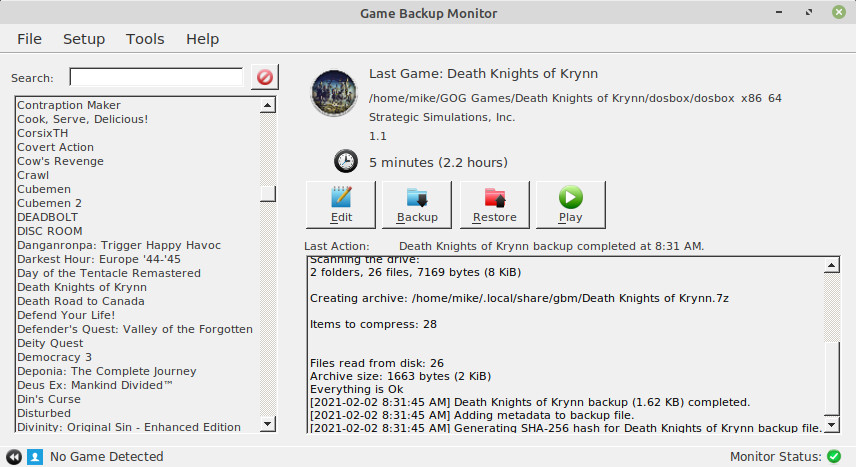 Game Backup Monitor
File Setup Tools Help
Search:
Contraption Maker
Cook, Serve, Delicious!
CorsixTH
Covert Action
Cow's Revenge
Crawl
Cubemen
Cubemen 2
DEADBOLT
DISC ROOM
Danganronpa: Trigger Happy Havoc
Darkest Hour: Europe '44-'45
Day of the Tentacle Remastered
Death Knights of Krynn
Death Road to Canada
Defend Your Life!
Defender's Quest: Valley of the Forgotten
Deity Quest
Democracy 3
Deponia: The Complete Journey
Deus Ex: Mankind Divided™
Din's Curse
Disturbed
Divinity: Original Sin - Enhanced Edition
Last Game: Death Knights of Krynn
/home/mike/GOG Games/Death Knights of Krynn/dosbox/dosbox_x86_64
Strategic Simulations, Inc.
1.1
5 minutes (2.2 hours)
Edit Backup Restore Play
Last Action: Death Knights of Krynn backup completed at 8:31 AM.
Scanning the drive:
2 folders, 26 files, 7169 bytes (8 KiB)
Creating archive: /home/mike/.local/share/gbm/Death Knights of Krynn.7z
Items to compress: 28
Files read from disk: 26
Archive size: 1663 bytes (2 KiB)
Everything is Ok
[2021-02-02 8:31:45 AM] Death Knights of Krynn backup (1.62 KB) completed.
[2021-02-02 8:31:45 AM] Adding metadata to backup file.
[2021-02-02 8:31:45 AM] Generating SHA-256 hash for Death Knights of Krynn backup file.
No Game Detected
Monitor Status: